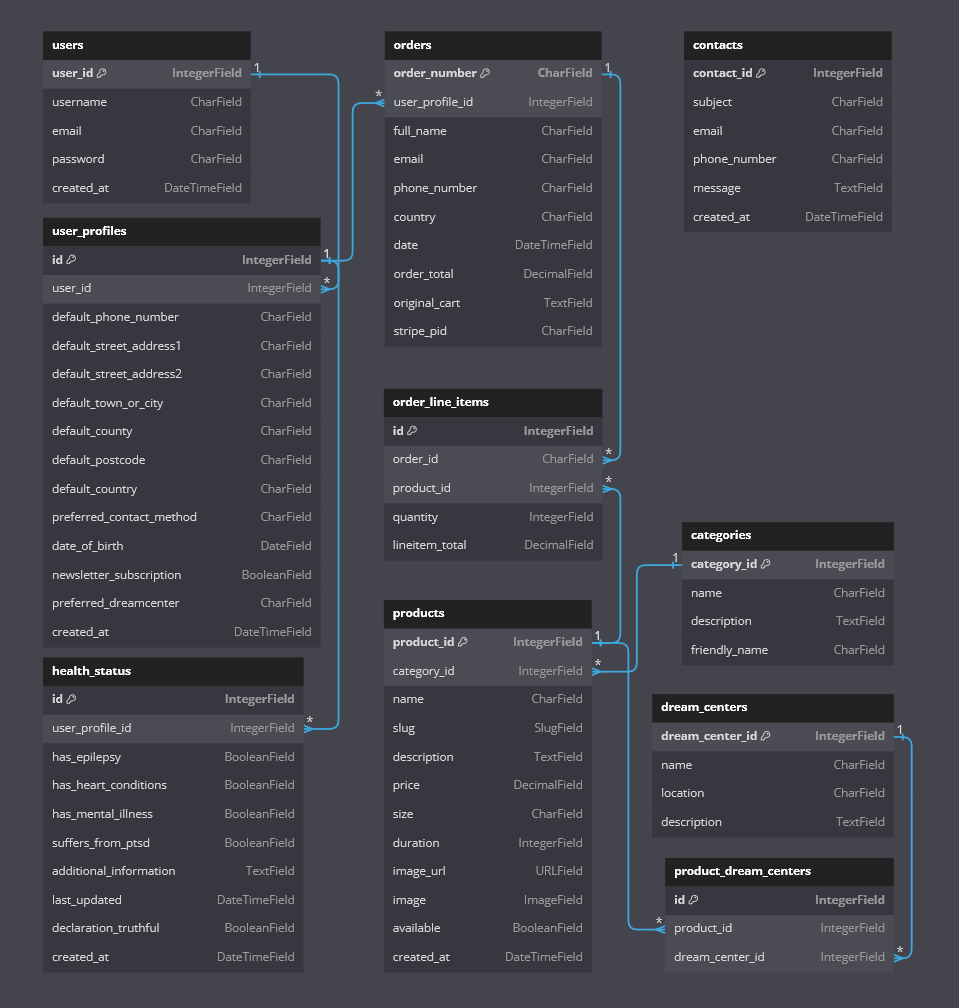 users
user_id IntegerField
username CharField
email CharField
password CharField
created_at DateTimeField
1
user_profiles
id IntegerField
user_id IntegerField
default_phone_number CharField
default_street_address1 CharField
default_street_address2 CharField
default_town_or_city CharField
default_county CharField
default_postcode CharField
default_country CharField
preferred_contact_method CharField
date_of_birth DateField
newsletter_subscription BooleanField
preferred_dreamcenter CharField
created_at DateTimeField
1
*
health_status
id IntegerField
user_profile_id IntegerField
has_epilepsy BooleanField
has_heart_conditions BooleanField
has_mental_illness BooleanField
suffers_from_ptsd BooleanField
additional_information TextField
last_updated DateTimeField
declaration_truthful BooleanField
created_at DateTimeField
*
orders
order_number CharField
user_profile_id IntegerField
full_name CharField
email CharField
phone_number CharField
country CharField
date DateTimeField
order_total DecimalField
original_cart TextField
stripe_pid CharField
1
*
order_line_items
id IntegerField
order_id CharField
product_id IntegerField
quantity IntegerField
lineitem_total DecimalField
*
*
products
product_id IntegerField
category_id IntegerField
name CharField
slug SlugField
description TextField
price DecimalField
size CharField
duration IntegerField
image_url URLField
image ImageField
available BooleanField
created_at DateTimeField
1
*
contacts
contact_id IntegerField
subject CharField
email CharField
phone_number CharField
message TextField
created_at DateTimeField
categories
category_id IntegerField
name CharField
description TextField
friendly_name CharField
1
dream_centers
dream_center_id IntegerField
name CharField
location CharField
description TextField
1
product_dream_centers
id IntegerField
product_id IntegerField
dream_center_id IntegerField
*
*